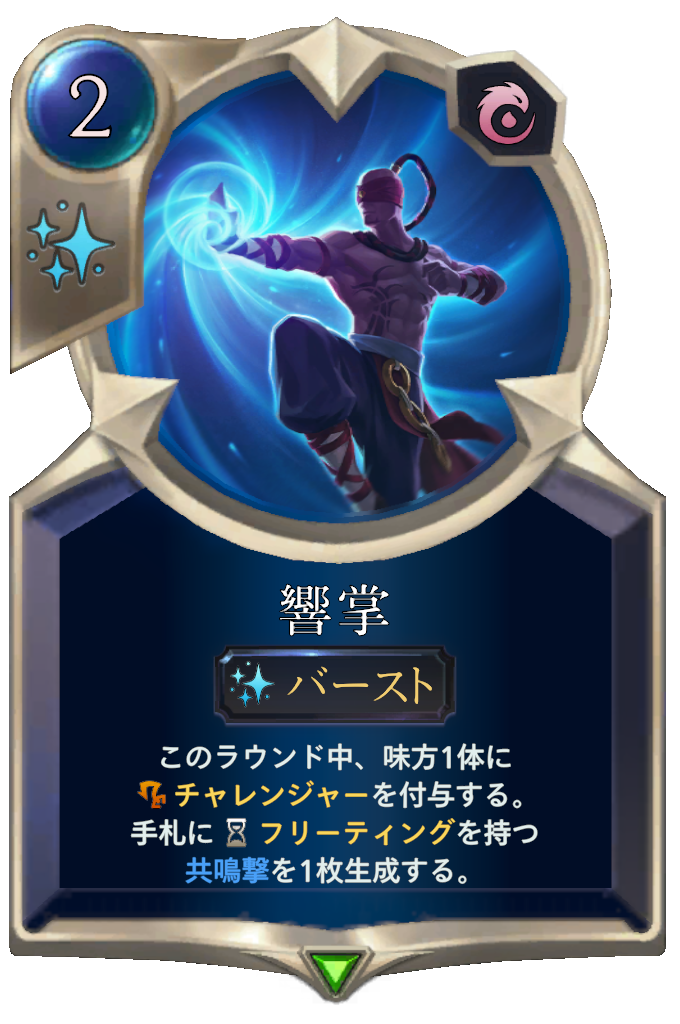 2
響掌
バースト
このラウンド中、味方1体に
チャレンジャーを付与する。
手札に フリーティングを持つ
共鳴撃を1枚生成する。